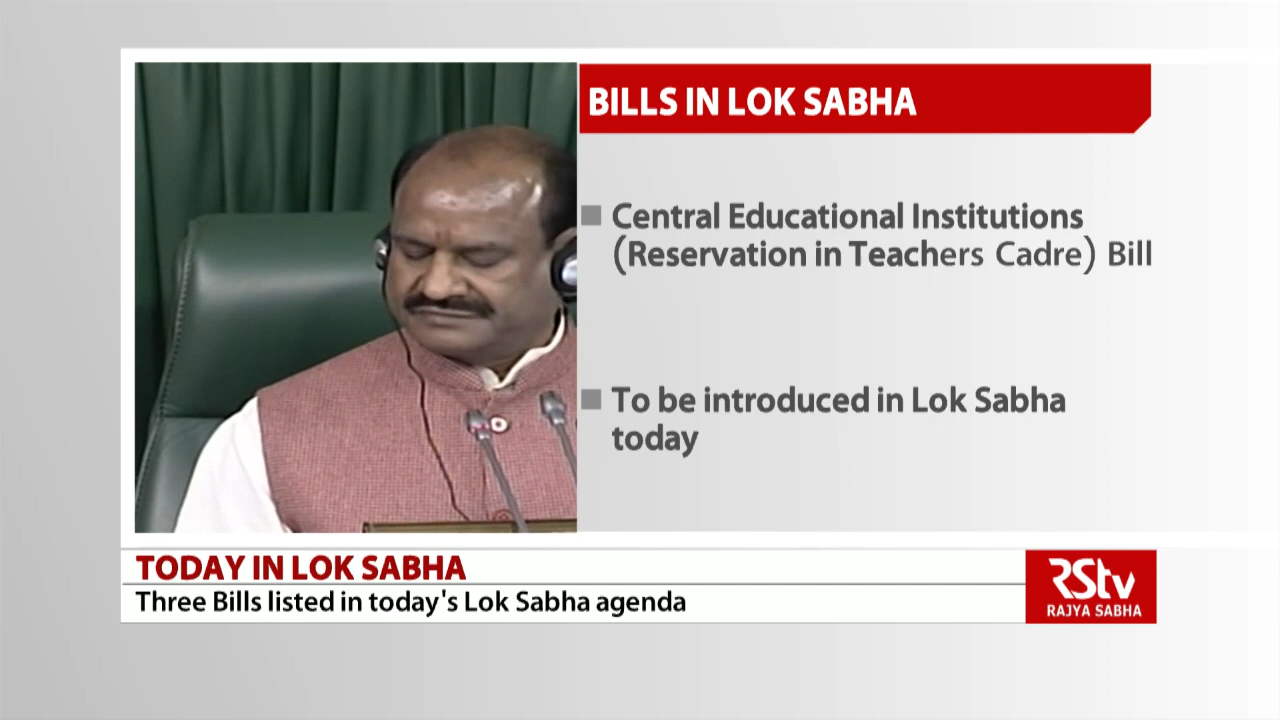 BILLS IN LOK SABHA
Central Educational Institutions
(Reservation in Teachers Cadre) Bill
To be introduced in Lok Sabha
today
TODAY IN LOK SABHA
Three Bills listed in today's Lok Sabha agenda
RStv
RAJYA SABHA